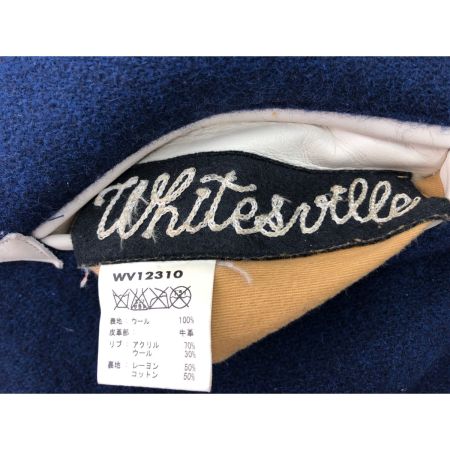 Whitesville
WV12310
表地:ウール 100%
皮革部 牛革
リブ:アクリル 70%
ウール 30%
裏地:レーヨン 50%
コットン 50%